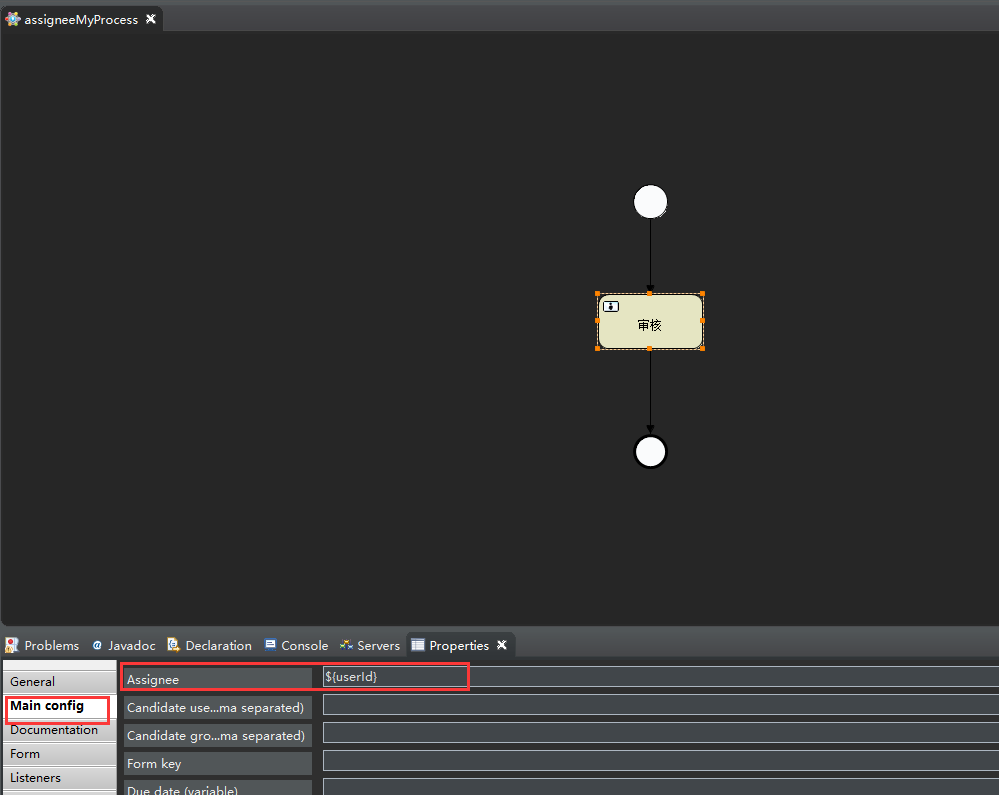 assigneeMyProcess
审核
Problems Javadoc Declaration Console Servers Properties
General
Main config
Documentation
Form
Listeners
Assignee ${userId}
Candidate use...ma separated)
Candidate gro...ma separated)
Form key
Due date (variable)